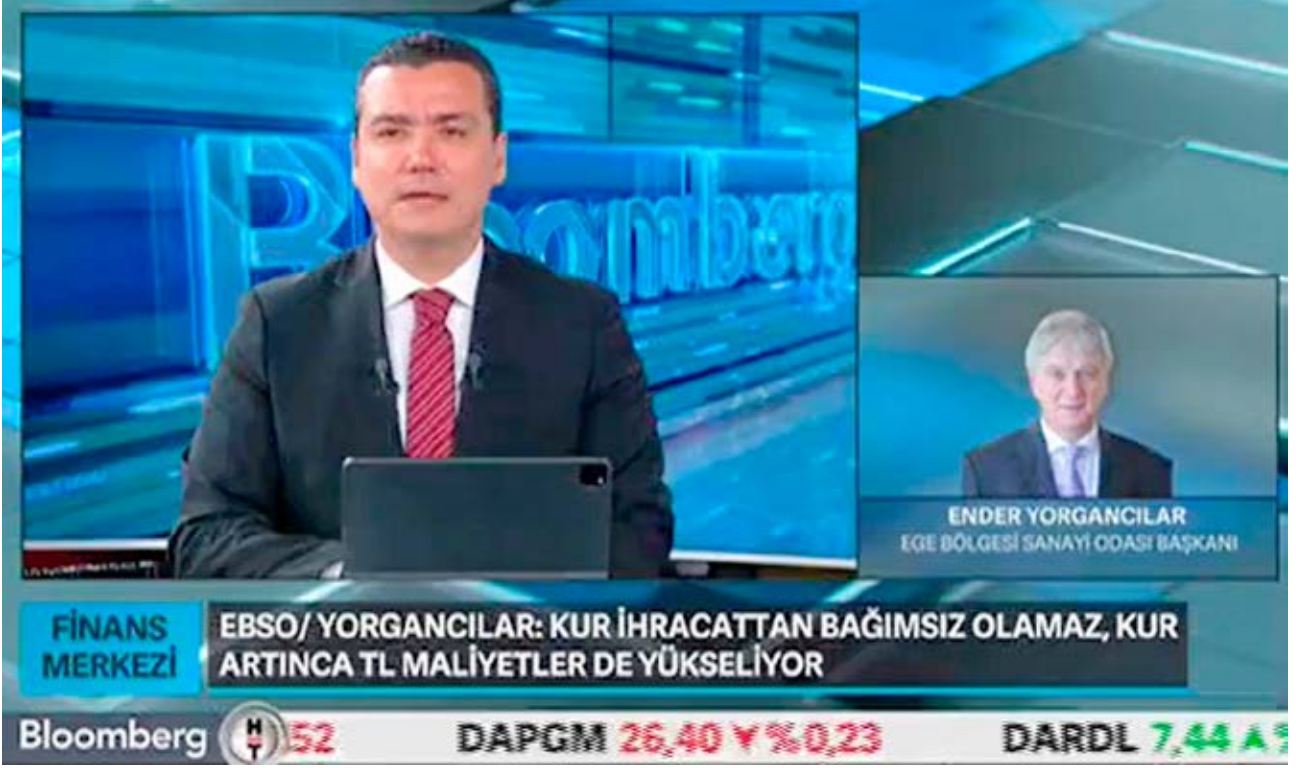 Bloomberg
ENDER YORGANCILAR
EGE BÖLGESİ SANAYİ ODASI BAŞKANI
FİNANS
MERKEZİ
EBSO/ YORGANCILAR: KUR İHRACATTAN BAĞIMSIZ OLAMAZ, KUR
ARTINCA TL MALİYETLER DE YÜKSELİYOR
Bloomberg HT 52 DAPGM 26,40 ▼ %0,23 DARDL 7,44 ▲ %